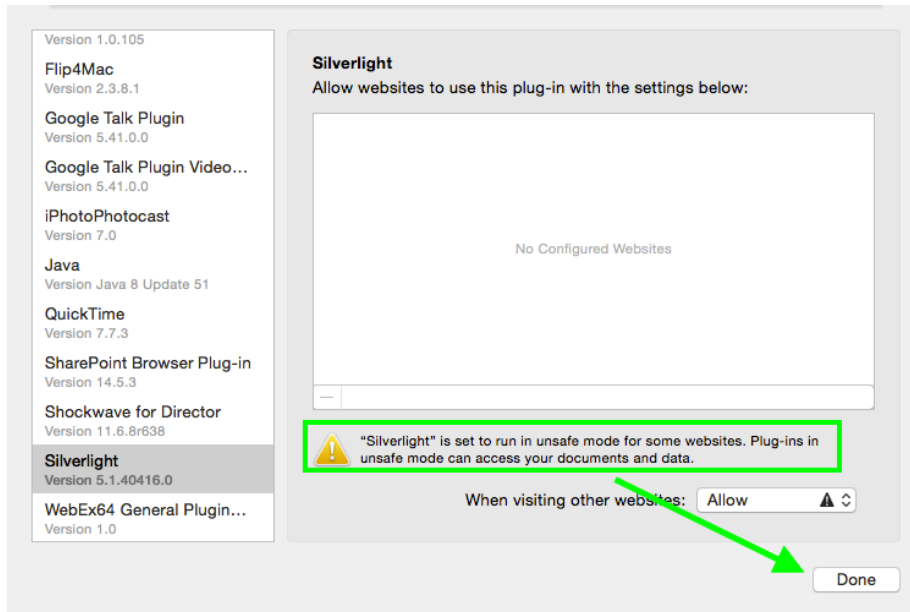 Version 1.0.105
Flip4Mac
Version 2.3.8.1
Google Talk Plugin
Version 5.41.0.0
Google Talk Plugin Video...
Version 5.41.0.0
iPhotoPhotocast
Version 7.0
Java
Version Java 8 Update 51
QuickTime
Version 7.7.3
SharePoint Browser Plug-in
Version 14.5.3
Shockwave for Director
Version 11.6.8r638
Silverlight
Version 5.1.40416.0
WebEx64 General Plugin...
Version 1.0
Silverlight
Allow websites to use this plug-in with the settings below:
No Configured Websites
"Silverlight" is set to run in unsafe mode for some websites. Plug-ins in
unsafe mode can access your documents and data.
When visiting other websites: Allow
Done